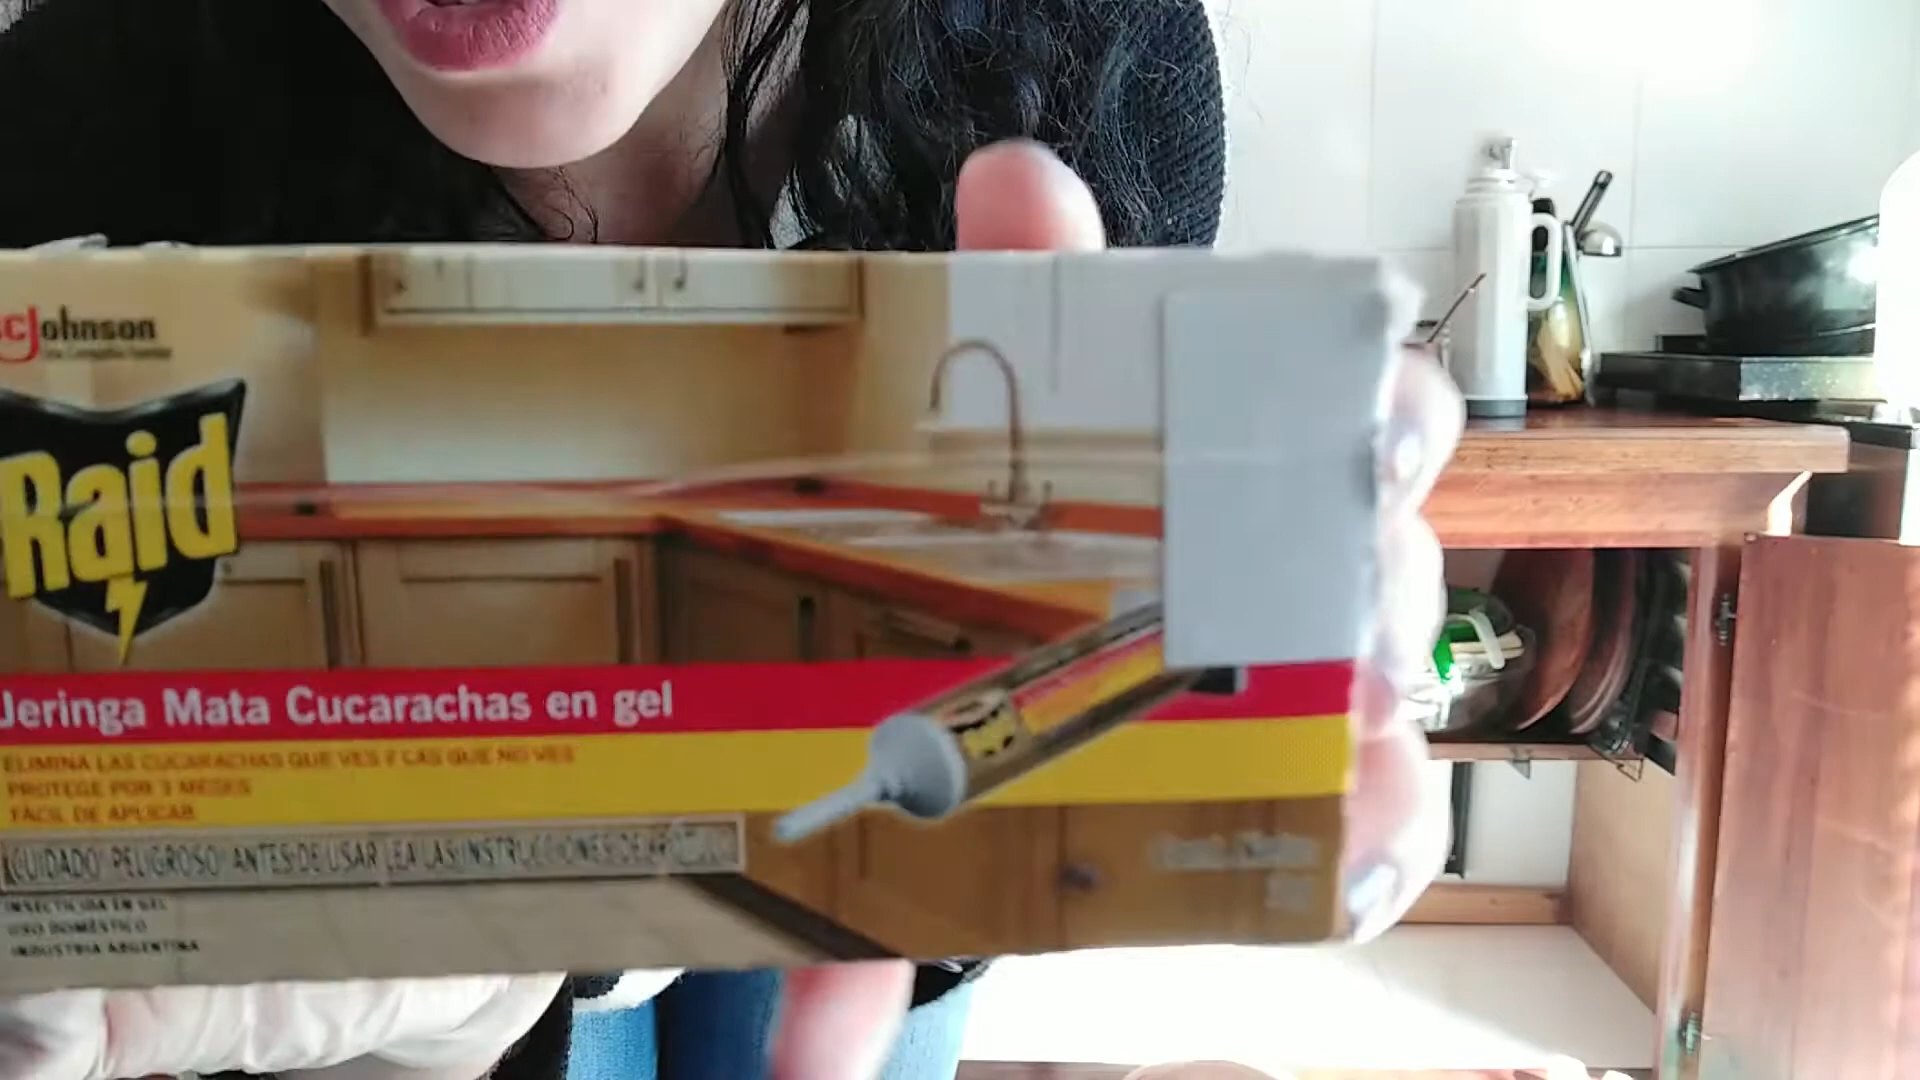 scJohnson
Raid
Jeringa Mata Cucarachas en gel
ELIMINA LAS CUCARACHAS QUE VES Y LAS QUE NO VES
PROTEGE POR 3 MESES
FÁCIL DE APLICAR
CUIDADO PELIGROSO ANTES DE USAR LEA LAS INSTRUCCIONES
INSECTICIDA EN GEL
USO DOMÉSTICO
INDUSTRIA ARGENTINA